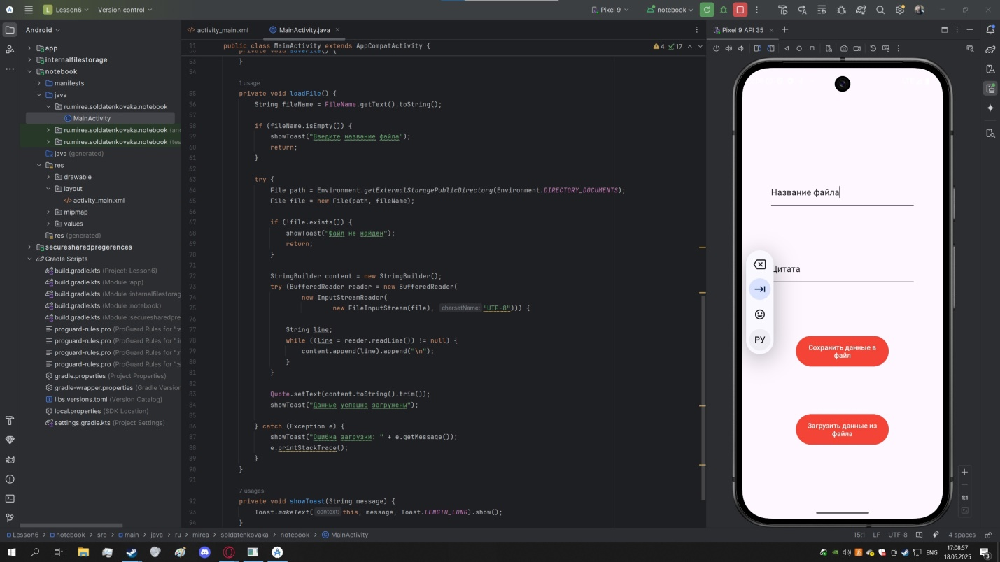 Lesson6
Version control
Pixel 9
notebook
Android
activity_main.xml
MainActivity.java
Pixel 9 API 35
app
internalfilestorage
notebook
manifests
java
ru.mirea.soldatenkovaka.notebook
MainActivity
ru.mirea.soldatenkovaka.notebook (an
ru.mirea.soldatenkovaka.notebook (tes
java (generated)
res
drawable
layout
activity_main.xml
mipmap
values
res (generated)
securesharedpregerences
Gradle Scripts
build.gradle.kts (Project: Lesson6)
build.gradle.kts (Module :app)
build.gradle.kts (Module :internalfilestorag
build.gradle.kts (Module :notebook)
build.gradle.kts (Module :securesharedpre
proguard-rules.pro (ProGuard Rules for ":a
proguard-rules.pro (ProGuard Rules for ":i
proguard-rules.pro (ProGuard Rules for ":r
proguard-rules.pro (ProGuard Rules for ":s
gradle.properties (Project Properties)
gradle-wrapper.properties (Gradle Version
libs.versions.toml (Version Catalog)
local.properties (SDK Location)
settings.gradle.kts (Project Settings)
11 public class MainActivity extends AppCompatActivity {
4 17
private void saveFile() {
53 }
54
1 usage
55 private void loadFile() {
56 String fileName = FileName.getText().toString();
57
58 if (fileName.isEmpty()) {
59 showToast("Введите название файла");
60 return;
61 }
62
63 try {
64 File path = Environment.getExternalStoragePublicDirectory(Environment.DIRECTORY_DOCUMENTS);
65 File file = new File(path, fileName);
66
67 if (!file.exists()) {
68 showToast("Файл не найден");
69 return;
70 }
71
72 StringBuilder content = new StringBuilder();
73 try (BufferedReader reader = new BufferedReader(
74 new InputStreamReader(
75 new FileInputStream(file), charsetName: "UTF-8"))) {
76
77 String line;
78 while ((line = reader.readLine()) != null) {
79 content.append(line).append("\n");
80 }
81 }
82
83 Quote.setText(content.toString().trim());
84 showToast("Данные успешно загружены");
85
86 } catch (Exception e) {
87 showToast("Ошибка загрузки: " + e.getMessage());
88 e.printStackTrace();
89 }
90 }
91
7 usages
92 private void showToast(String message) {
93 Toast.makeText( context: this, message, Toast.LENGTH_LONG).show();
94 }
Название файла
Цитата
РУ
Сохранить данные в
файл
Загрузить данные из
файла
1:1
Lesson6 > notebook > src > main > java > ru > mirea > soldatenkovaka > notebook > MainActivity
15:1 LF UTF-8 4 spaces
ENG
17:08:57
18.05.2025
3